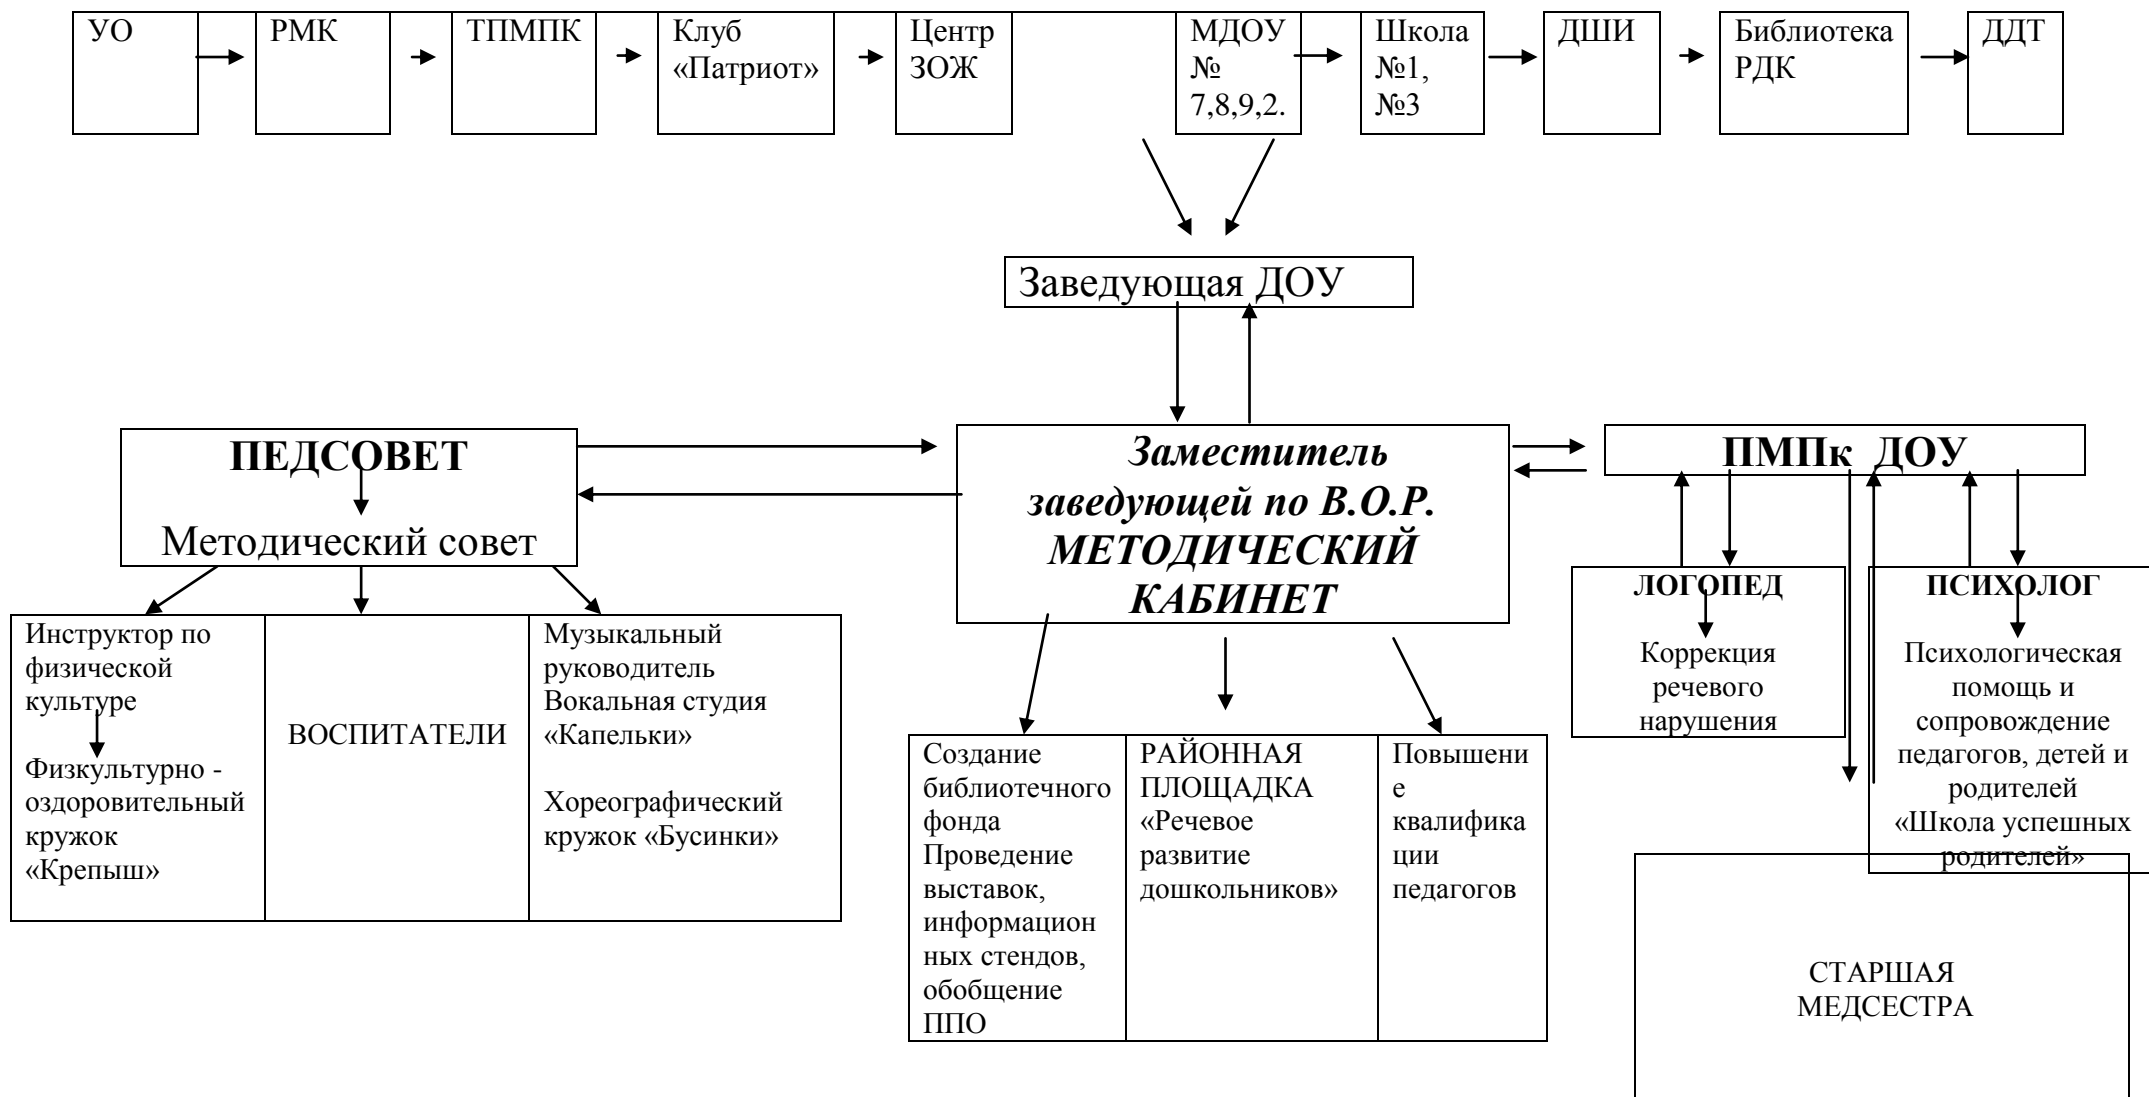 УО
РМК
ТПМПК
Клуб
«Патриот»
Центр
ЗОЖ
МДОУ
№
7,8,9,2.
Школа
№1,
№3
ДШИ
Библиотека
РДК
ДДТ
Заведующая ДОУ
ПЕДСОВЕТ
Методический совет
Заместитель
заведующей по В.О.Р.
МЕТОДИЧЕСКИЙ
КАБИНЕТ
ПМПк ДОУ
Инструктор по
физической
культуре
Физкультурно -
оздоровительный
кружок
«Крепыш»
ВОСПИТАТЕЛИ
Музыкальный
руководитель
Вокальная студия
«Капельки»
Хореографический
кружок «Бусинки»
Создание
библиотечного
фонда
Проведение
выставок,
информацион
ных стендов,
обобщение
ППО
РАЙОННАЯ
ПЛОЩАДКА
«Речевое
развитие
дошкольников»
Повышени
е
квалифика
ции
педагогов
ЛОГОПЕД
Коррекция
речевого
нарушения
ПСИХОЛОГ
Психологическая
помощь и
сопровождение
педагогов, детей и
родителей
«Школа успешных
родителей»
СТАРШАЯ
МЕДСЕСТРА